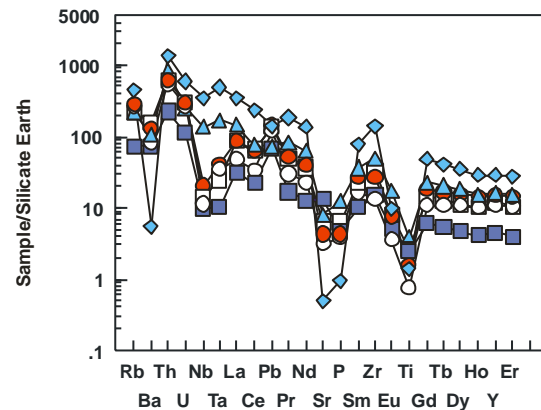 5000
1000
100
10
1
.1
Sample/Silicate Earth
Rb Th Nb La Pb Nd P Zr Ti Tb Ho Er
Ba U Ta Ce Pr Sr Sm Eu Gd Dy Y